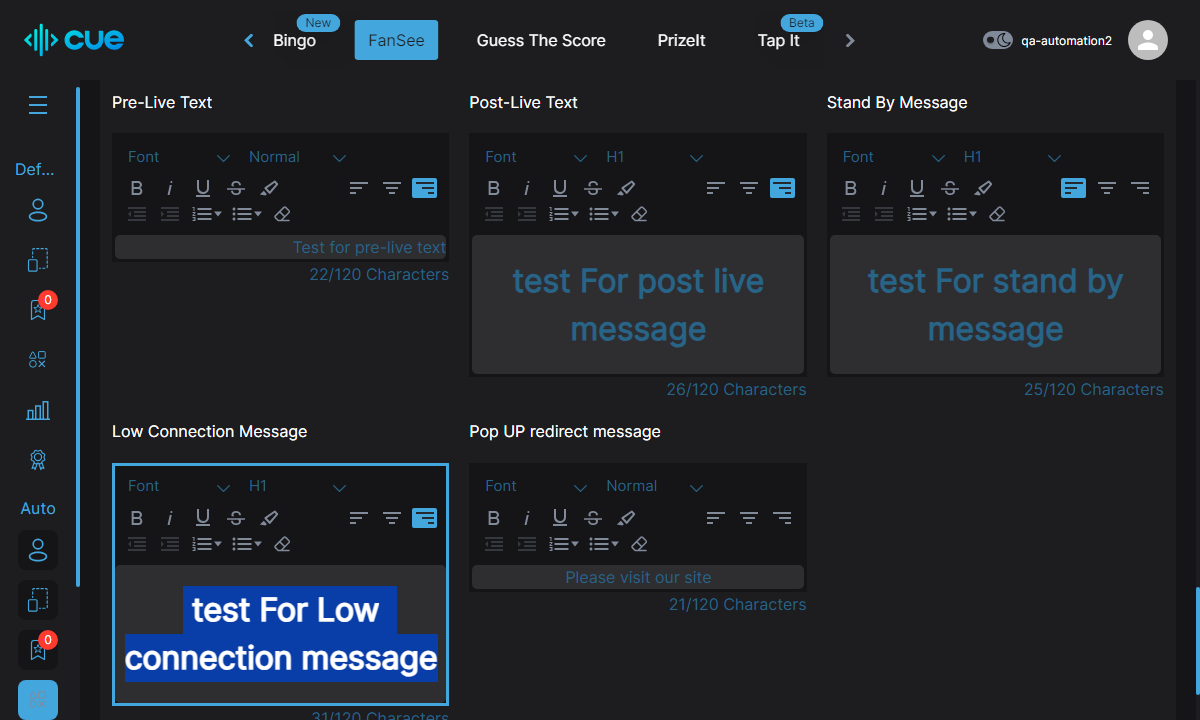 cue
New
Bingo
FanSee
Guess The Score
PrizeIt
Beta
Tap It
qa-automation2
Def...
0
Auto
0
Pre-Live Text
Font
Normal
B i U S
Test for pre-live text
22/120 Characters
Post-Live Text
Font
H1
B i U S
test For post live
message
26/120 Characters
Stand By Message
Font
H1
B i U S
test For stand by
message
25/120 Characters
Low Connection Message
Font
H1
B i U S
test For Low
connection message
31/120 Characters
Pop UP redirect message
Font
Normal
B i U S
Please visit our site
21/120 Characters